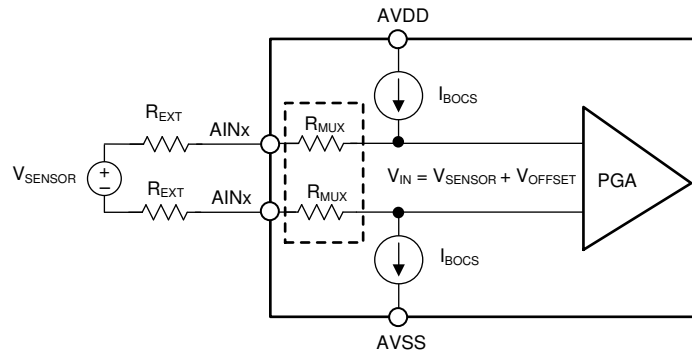 AVDD
I_BOCS
R_EXT
AINx
R_MUX
V_SENSOR
+
−
R_EXT
AINx
R_MUX
V_IN = V_SENSOR + V_OFFSET
PGA
I_BOCS
AVSS